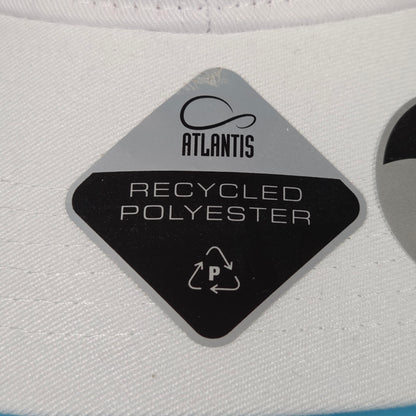 ATLANTIS
RECYCLED
POLYESTER
P